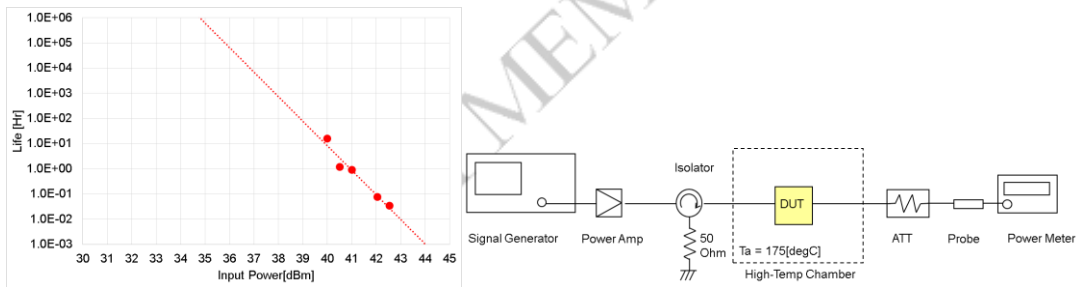 1.0E+06
1.0E+05
1.0E+04
1.0E+03
1.0E+02
1.0E+01
1.0E+00
1.0E-01
1.0E-02
1.0E-03
Life [Hr]
30 31 32 33 34 35 36 37 38 39 40 41 42 43 44 45
Input Power[dBm]
Isolator
DUT
50
Ohm
Ta = 175[degC]
Signal Generator
Power Amp
High-Temp Chamber
ATT
Probe
Power Meter